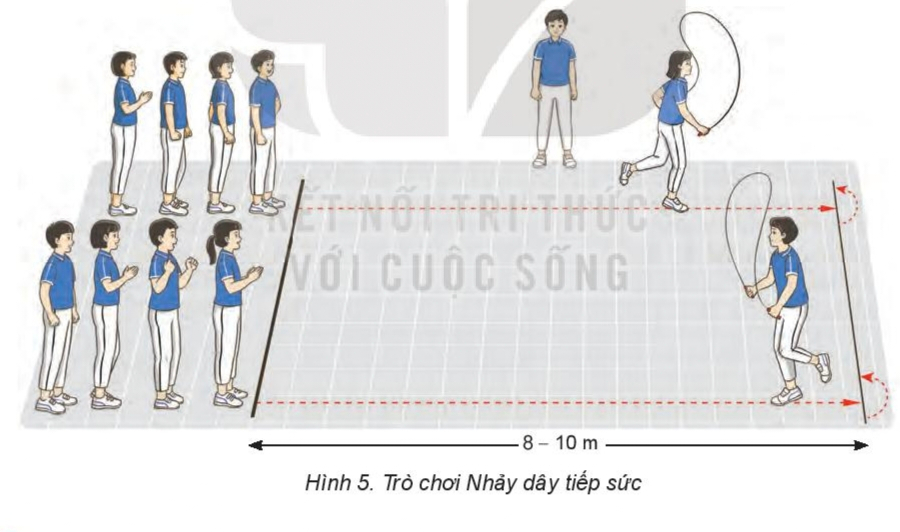 KẾT NỐI TRI THỨC
VỚI CUỘC SỐNG
8 – 10 m
Hình 5. Trò chơi Nhảy dây tiếp sức